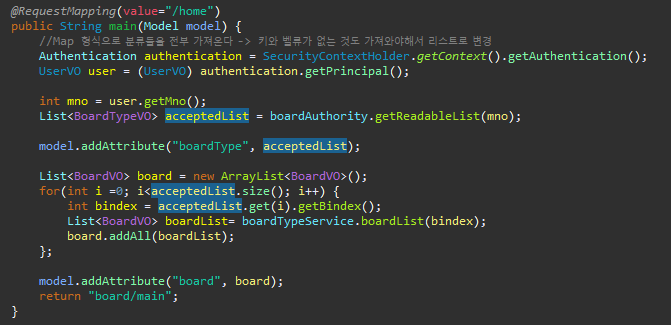 @RequestMapping(value="/home")
public String main(Model model) {
//Map 형식으로 분류들을 전부 가져온다 -> 키와 벨류가 없는 것도 가져와야해서 리스트로 변경
Authentication authentication = SecurityContextHolder.getContext().getAuthentication();
UserVO user = (UserVO) authentication.getPrincipal();
int mno = user.getMno();
List<BoardTypeVO> acceptedList = boardAuthority.getReadableList(mno);
model.addAttribute("boardType", acceptedList);
List<BoardVO> board = new ArrayList<BoardVO>();
for(int i =0; i<acceptedList.size(); i++) {
int bindex = acceptedList.get(i).getBindex();
List<BoardVO> boardList= boardTypeService.boardList(bindex);
board.addAll(boardList);
};
model.addAttribute("board", board);
return "board/main";
}